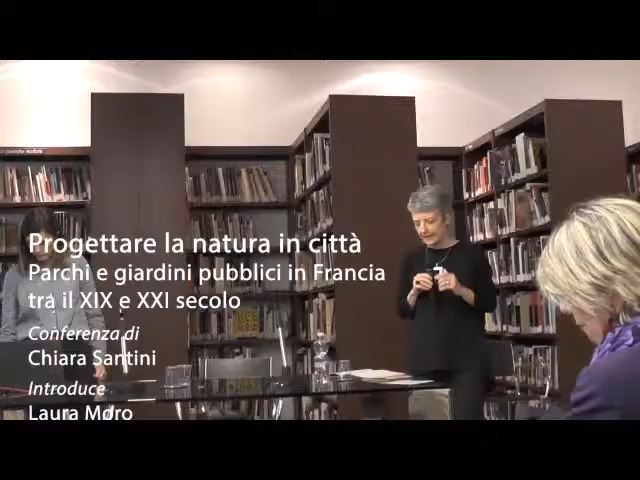 Progettare la natura in città
Parchi e giardini pubblici in Francia
tra il XIX e XXI secolo
Conferenza di
Chiara Santini
Introduce
Laura Moro